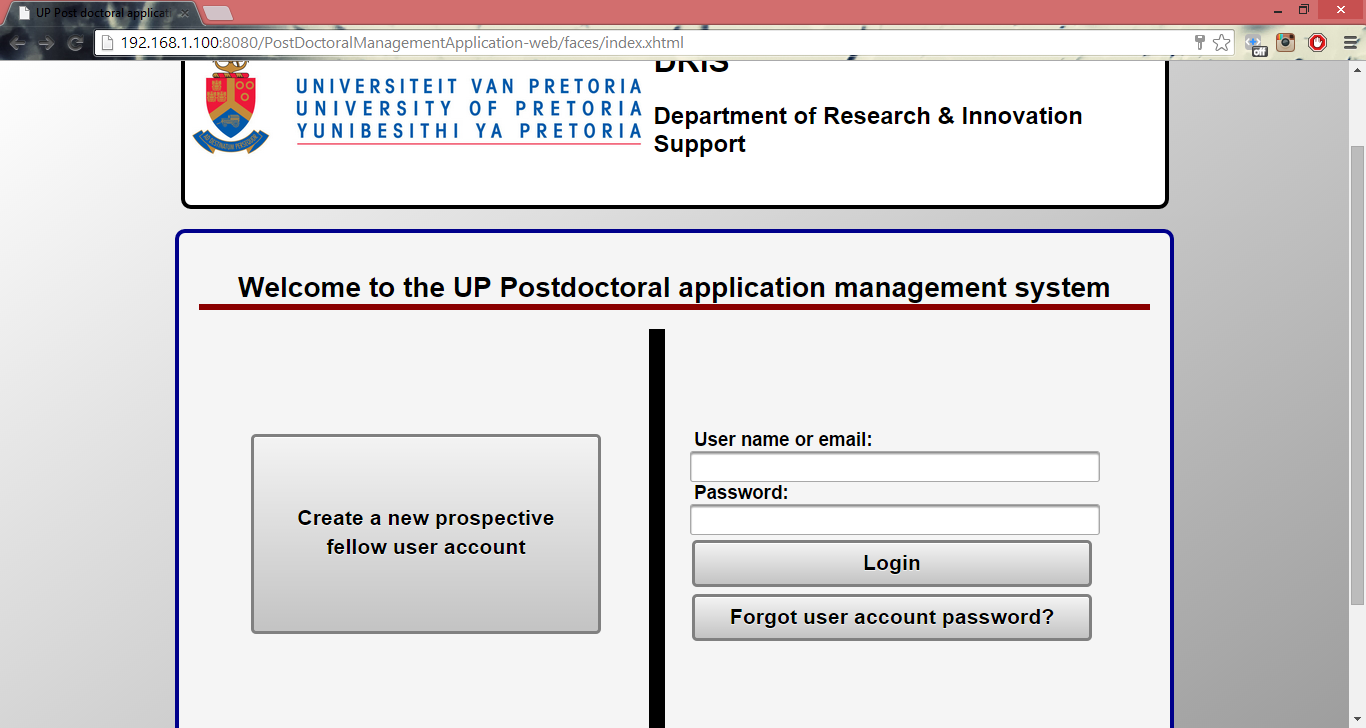 UP Post doctoral applicati
192.168.1.100:8080/PostDoctoralManagementApplication-web/faces/index.xhtml
off
DRIS
UNIVERSITEIT VAN PRETORIA
UNIVERSITY OF PRETORIA
YUNIBESITHI YA PRETORIA
Department of Research & Innovation
Support
Welcome to the UP Postdoctoral application management system
Create a new prospective
fellow user account
User name or email:
Password:
Login
Forgot user account password?